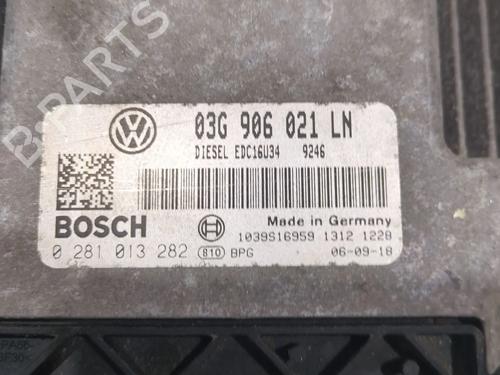 03G 906 021 LN
DIESEL EDC16U34 9246
BOSCH
Made in Germany
1039S16959 1312 1228
0 281 013 282 810 BPG 06-09-18
B-PARTS